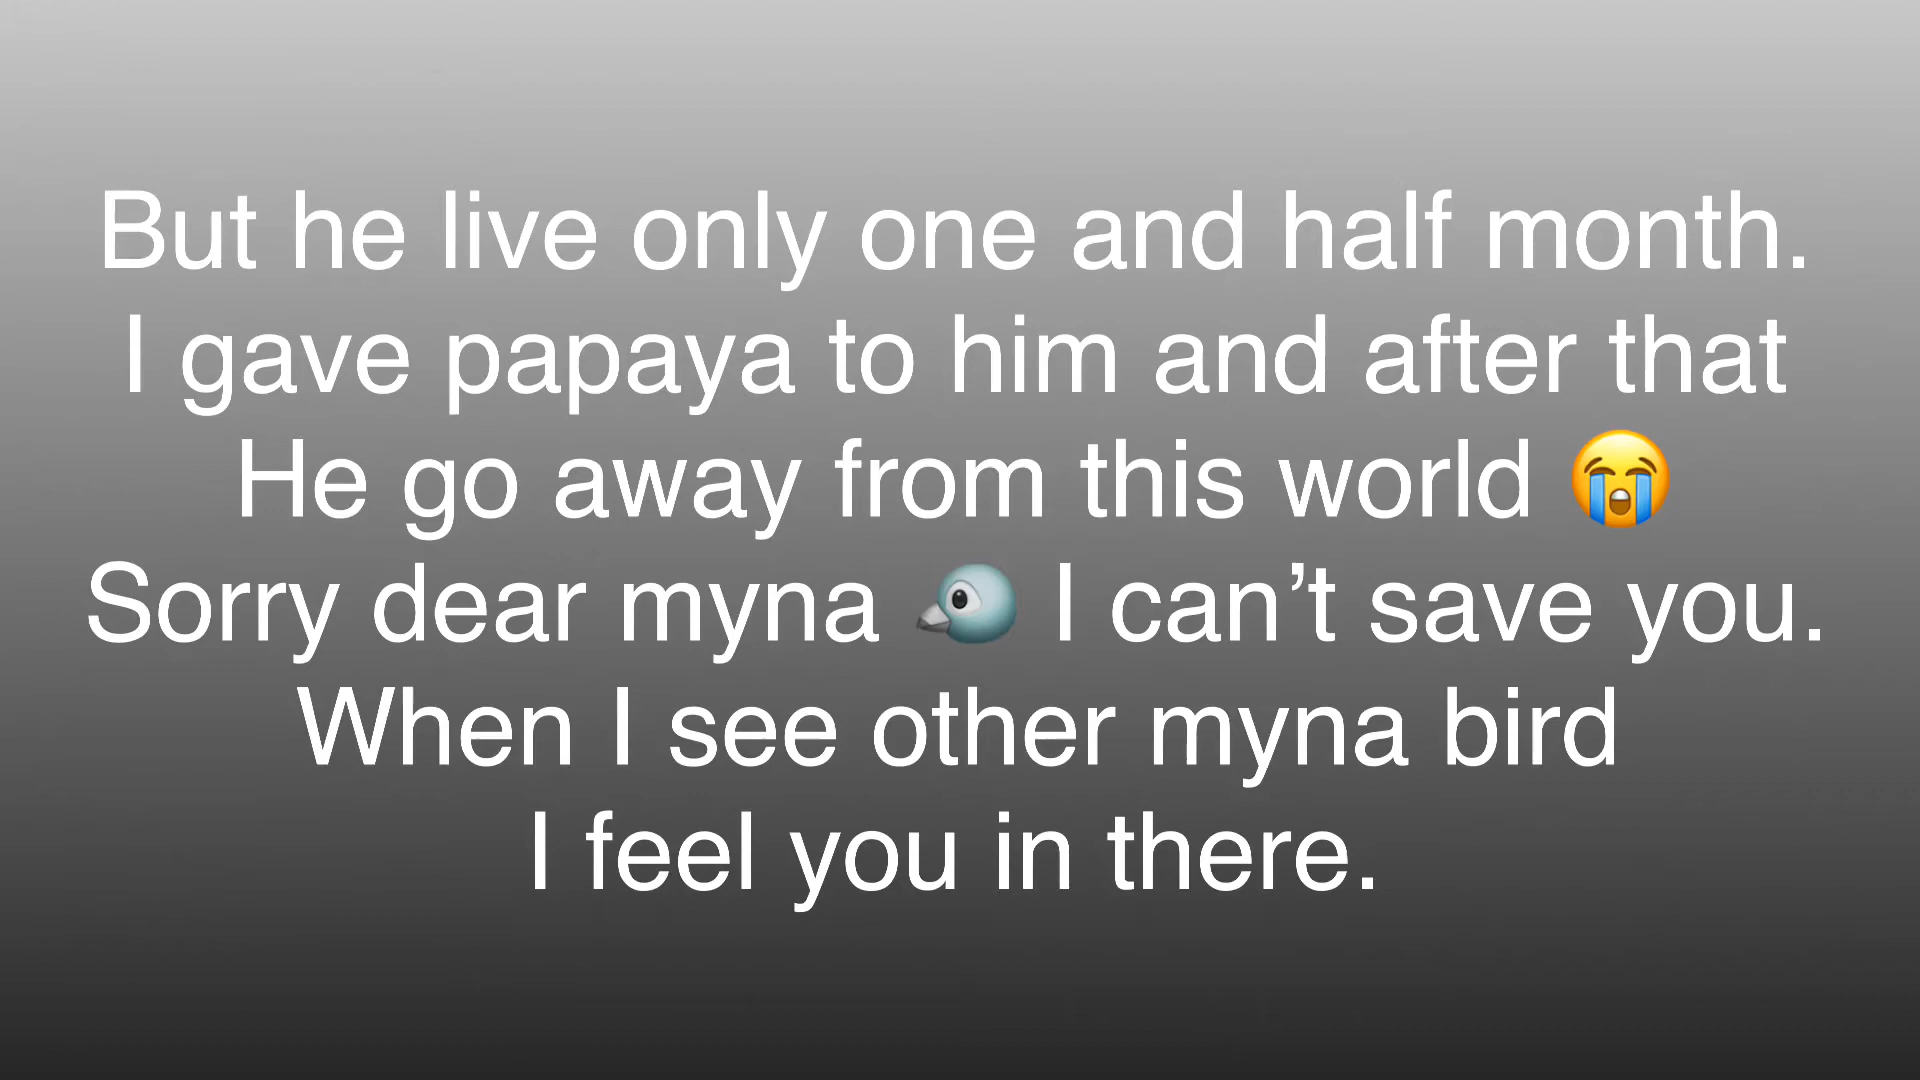 But he live only one and half month.
I gave papaya to him and after that
He go away from this world 😭
Sorry dear myna 🐦 I can’t save you.
When I see other myna bird
I feel you in there.